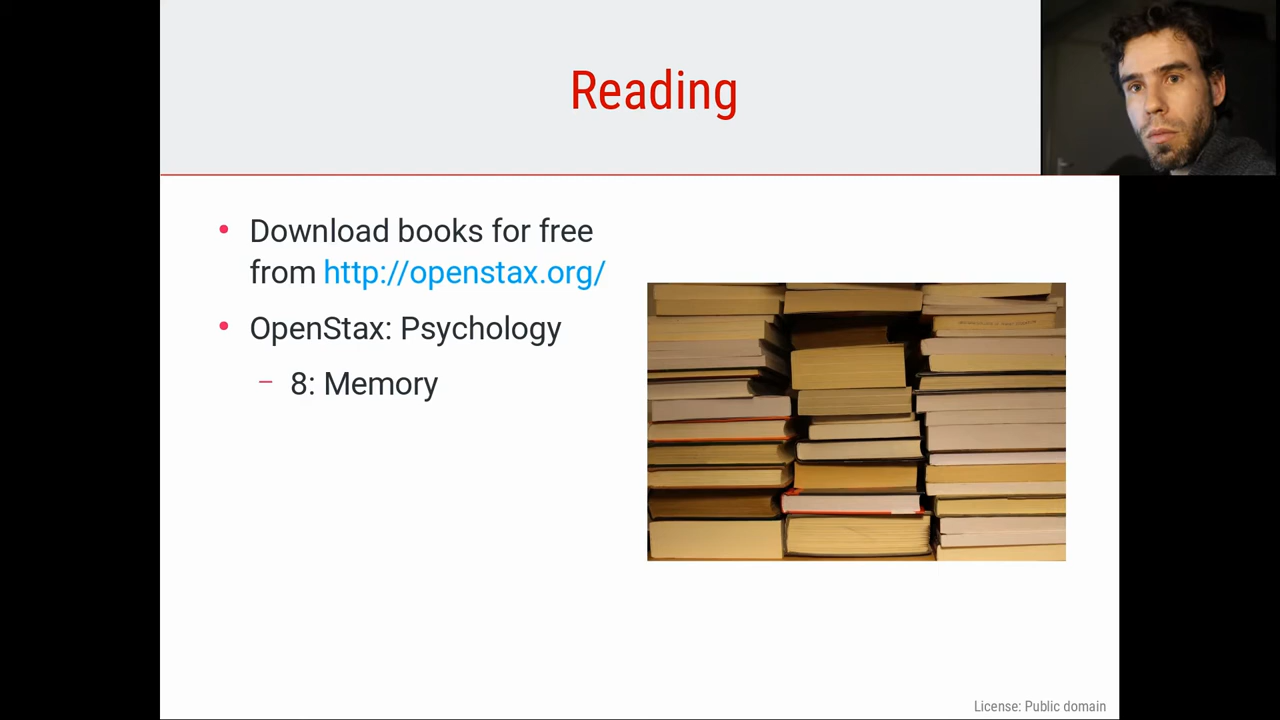 Reading
Download books for free
from http://openstax.org/
OpenStax: Psychology
– 8: Memory
License: Public domain